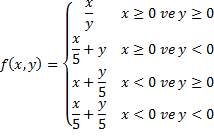 f(x,y) = { x/y    x ≥ 0 ve y ≥ 0
x/5 + y    x ≥ 0 ve y < 0
x + y/5    x < 0 ve y ≥ 0
x/5 + y/5    x < 0 ve y < 0